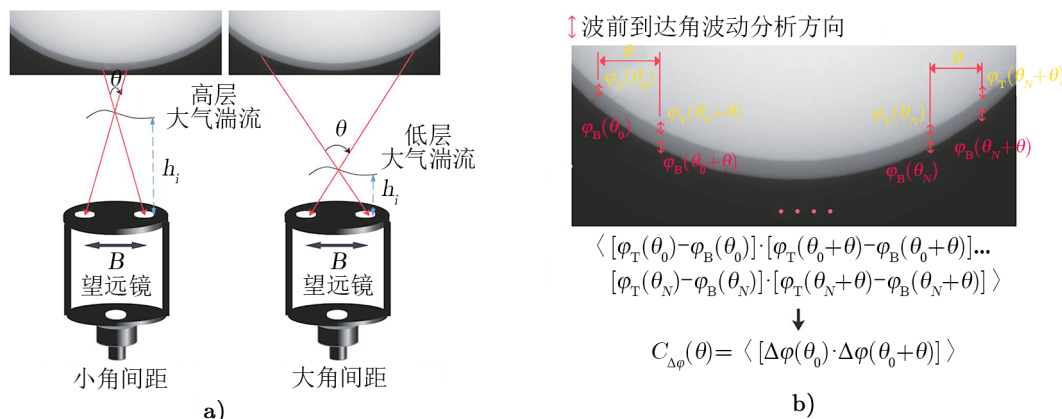 θ
高层
大气湍流
h_i
B
望远镜
小角间距
θ
低层
大气湍流
h_i
B
望远镜
大角间距
a)
↕波前到达角波动分析方向
θ
φ_T(θ_0)
φ_B(θ_0)
φ_T(θ_0+θ)
φ_B(θ_0+θ)
θ
φ_T(θ_N+θ)
φ_T(θ_N)
φ_B(θ_N+θ)
φ_B(θ_N)
....
⟨[φ_T(θ_0)−φ_B(θ_0)]·[φ_T(θ_0+θ)−φ_B(θ_0+θ)]...
[φ_T(θ_N)−φ_B(θ_N)]·[φ_T(θ_N+θ)−φ_B(θ_N+θ)]⟩
C_Δφ(θ)=⟨[Δφ(θ_0)·Δφ(θ_0+θ)]⟩
b)